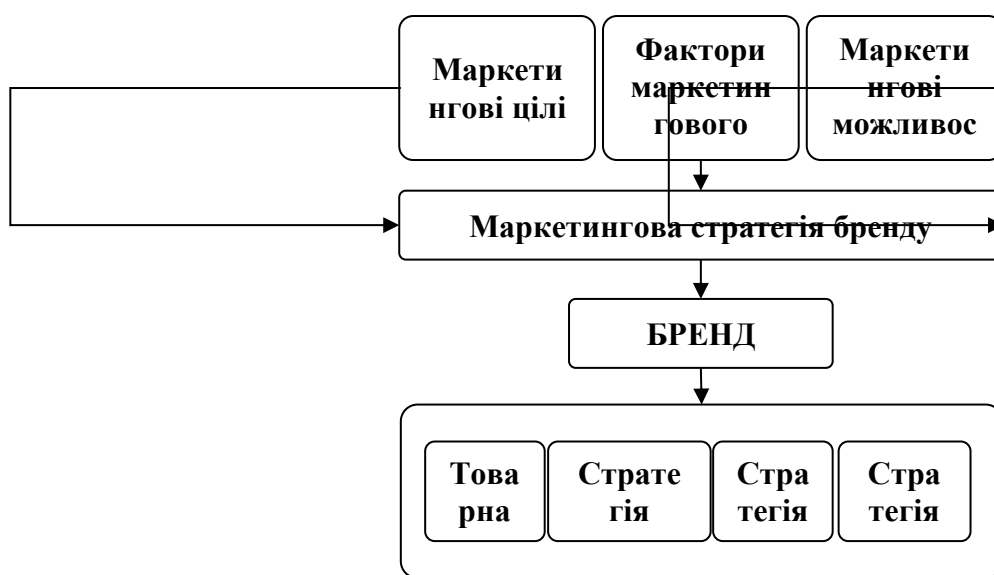 Маркети
нгові цілі
Фактори
маркетин
гового
Маркети
нгові
можливос
Маркетингова стратегія бренду
БРЕНД
Това
рна
Страте
гія
Стра
тегія
Стра
тегія